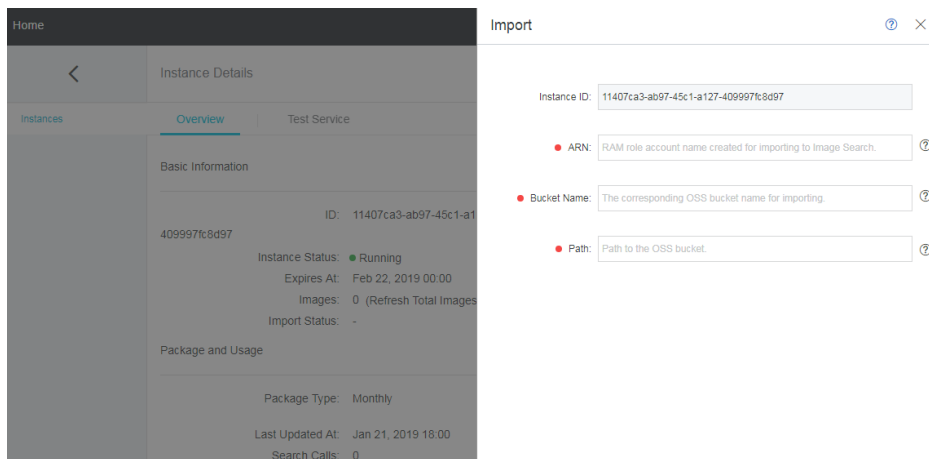 Home
Instance Details
Instances
Overview
Test Service
Basic Information
ID: 11407ca3-ab97-45c1-a1
409997fc8d97
Instance Status: Running
Expires At: Feb 22, 2019 00:00
Images: 0 (Refresh Total Images
Import Status: -
Package and Usage
Package Type: Monthly
Last Updated At: Jan 21, 2019 18:00
Search Calls: 0
Import
Instance ID: 11407ca3-ab97-45c1-a127-409997fc8d97
ARN: RAM role account name created for importing to Image Search.
Bucket Name: The corresponding OSS bucket name for importing.
Path: Path to the OSS bucket.